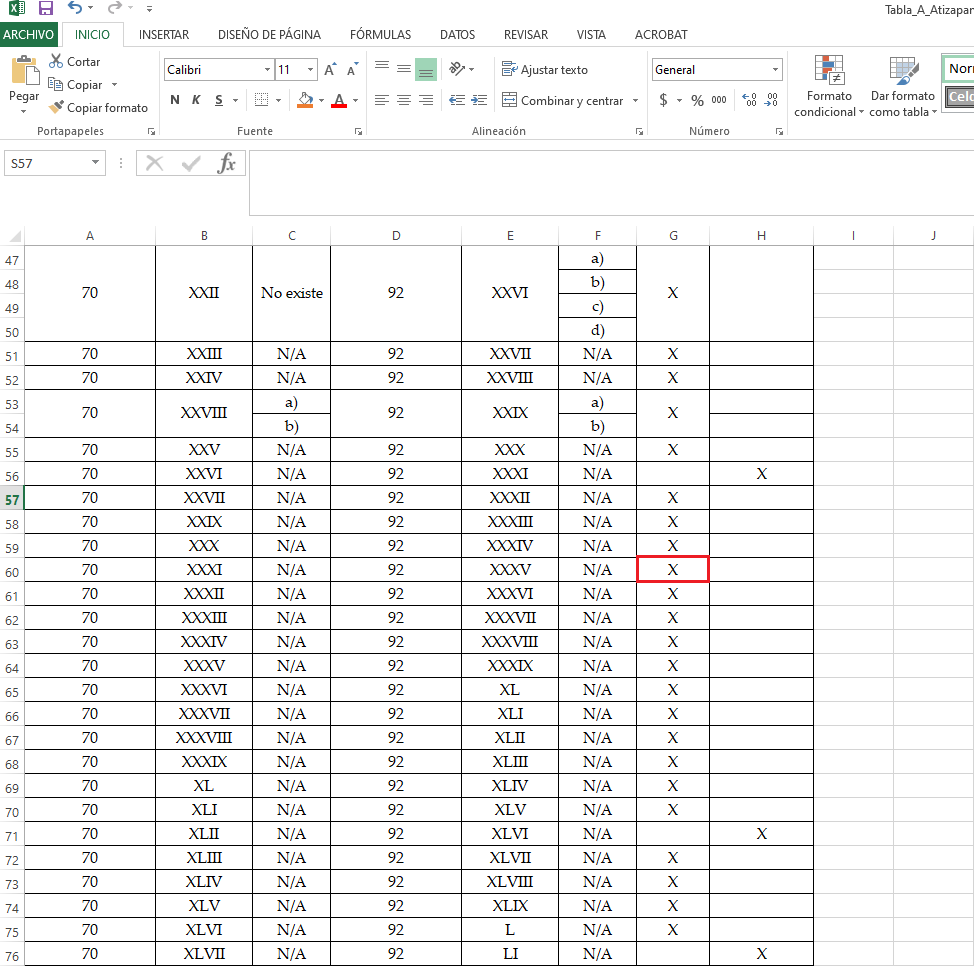 Tabla_A_Atizapan
ARCHIVO INICIO INSERTAR DISEÑO DE PÁGINA FÓRMULAS DATOS REVISAR VISTA ACROBAT
Pegar
Cortar
Copiar
Copiar formato
Portapapeles
Calibri 11
N K S
Fuente
Ajustar texto
Combinar y centrar
Alineación
General
$ % 000
Número
Formato condicional
Dar formato como tabla
Norr
Celd
S57 fx
A B C D E F G H I J
47 a)
48 b)
70 XXII No existe 92 XXVI X
49 c)
50 d)
51 70 XXIII N/A 92 XXVII N/A X
52 70 XXIV N/A 92 XXVIII N/A X
53 a) a)
70 XXVIII 92 XXIX X
54 b) b)
55 70 XXV N/A 92 XXX N/A X
56 70 XXVI N/A 92 XXXI N/A X
57 70 XXVII N/A 92 XXXII N/A X
58 70 XXIX N/A 92 XXXIII N/A X
59 70 XXX N/A 92 XXXIV N/A X
60 70 XXXI N/A 92 XXXV N/A X
61 70 XXXII N/A 92 XXXVI N/A X
62 70 XXXIII N/A 92 XXXVII N/A X
63 70 XXXIV N/A 92 XXXVIII N/A X
64 70 XXXV N/A 92 XXXIX N/A X
65 70 XXXVI N/A 92 XL N/A X
66 70 XXXVII N/A 92 XLI N/A X
67 70 XXXVIII N/A 92 XLII N/A X
68 70 XXXIX N/A 92 XLIII N/A X
69 70 XL N/A 92 XLIV N/A X
70 70 XLI N/A 92 XLV N/A X
71 70 XLII N/A 92 XLVI N/A X
72 70 XLIII N/A 92 XLVII N/A X
73 70 XLIV N/A 92 XLVIII N/A X
74 70 XLV N/A 92 XLIX N/A X
75 70 XLVI N/A 92 L N/A X
76 70 XLVII N/A 92 LI N/A X